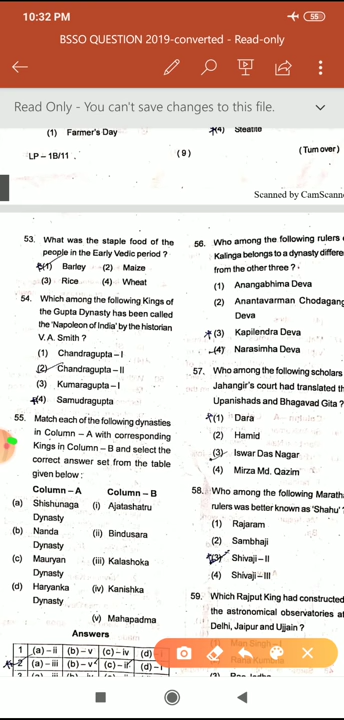 10:32 PM
55
BSSO QUESTION 2019-converted - Read-only
Read Only - You can't save changes to this file.
(1) Farmer's Day
(4) Steatite
LP – 1B/11
(9)
(Turn over)
Scanned by CamScann
53. What was the staple food of the
people in the Early Vedic period ?
(1) Barley (2) Maize
(3) Rice (4) Wheat
54. Which among the following Kings of
the Gupta Dynasty has been called
the 'Napoleon of India' by the historian
V. A. Smith ?
(1) Chandragupta – I
(2) Chandragupta – II
(3) Kumaragupta – I
(4) Samudragupta
55. Match each of the following dynasties
in Column – A with corresponding
Kings in Column – B and select the
correct answer set from the table
given below :
Column – A Column – B
(a) Shishunaga (i) Ajatashatru
Dynasty
(b) Nanda (ii) Bindusara
Dynasty
(c) Mauryan (iii) Kalashoka
Dynasty
(d) Haryanka (iv) Kanishka
Dynasty
(v) Mahapadma
Answers
1 (a) – ii (b) – v (c) – iv (d) –
2 (a) – iii (b) – v (c) – ii (d) –
56. Who among the following rulers
Kalinga belongs to a dynasty differe
from the other three ?
(1) Anangabhima Deva
(2) Anantavarman Chodagang
Deva
(3) Kapilendra Deva
(4) Narasimha Deva
57. Who among the following scholars
Jahangir's court had translated th
Upanishads and Bhagavad Gita ?
(1) Dara
(2) Hamid
(3) Iswar Das Nagar
(4) Mirza Md. Qazim
58. Who among the following Marath
rulers was better known as 'Shahu'
(1) Rajaram
(2) Sambhaji
(3) Shivaji – II
(4) Shivaji – III
59. Which Rajput King had constructed
the astronomical observatories at
Delhi, Jaipur and Ujjain ?
(1) Man Singh – I
(2) Rana Kumbha